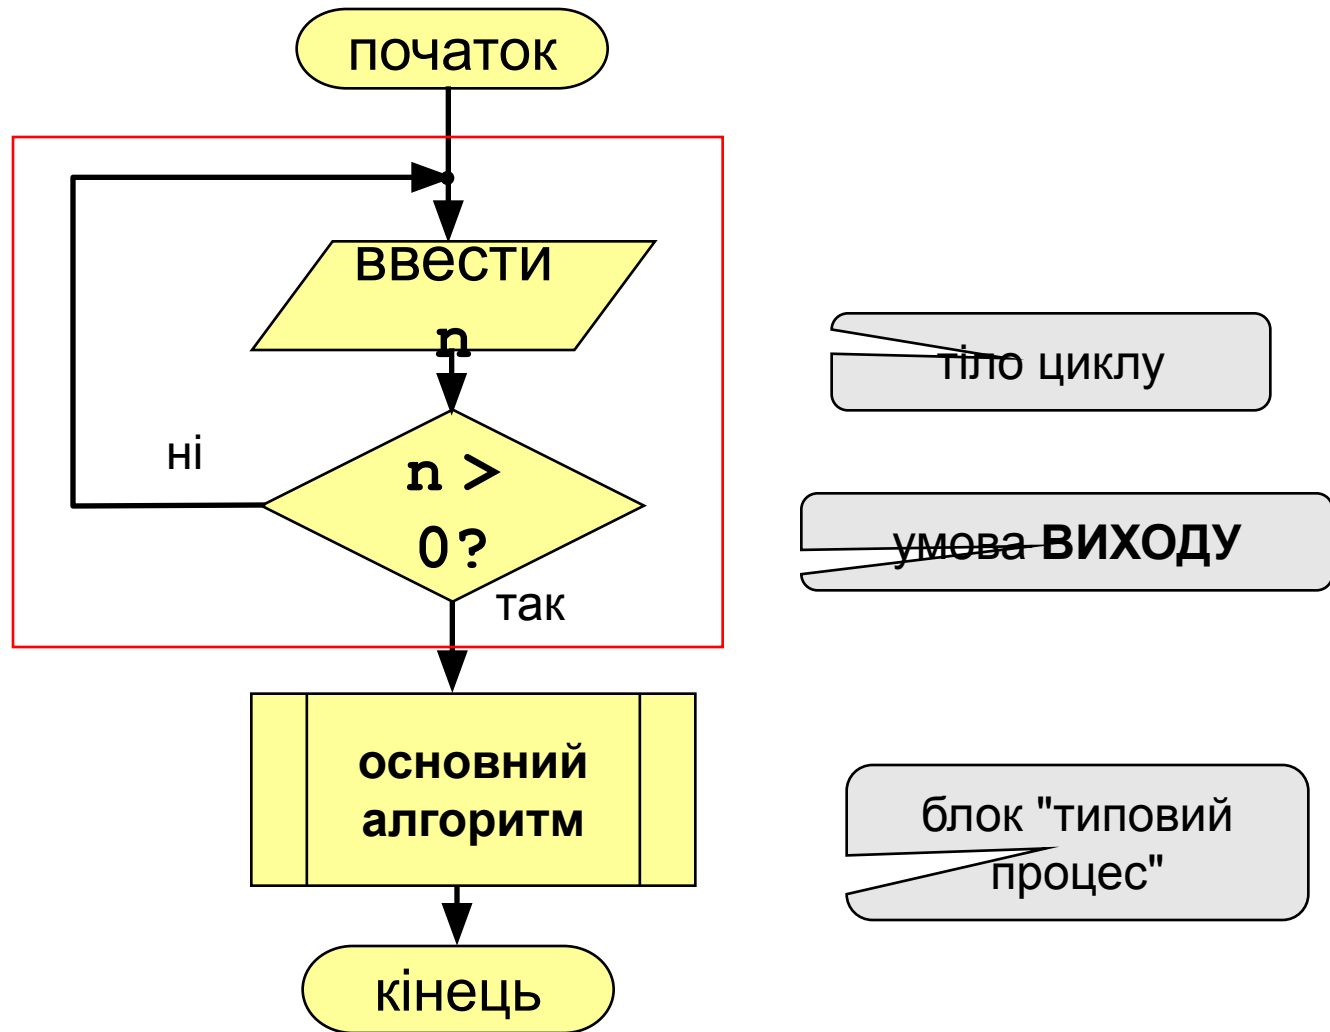 початок
ввести
n
тіло циклу
ні
n >
0?
умова ВИХОДУ
так
основний
алгоритм
блок "типовий
процес"
кінець